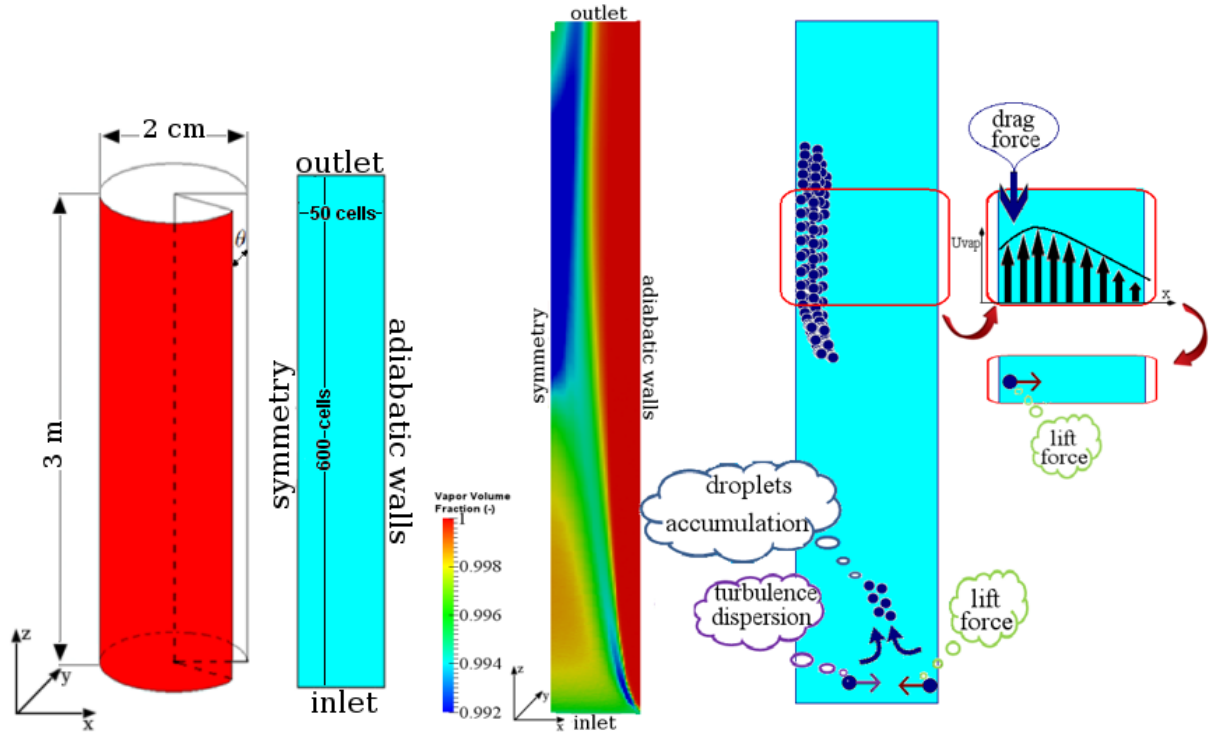 2 cm
3 m
θ
z
y
x
outlet
50 cells
600-cells
symmetry
adiabatic walls
inlet
Vapor Volume
Fraction (-)
1
0.998
0.996
0.994
0.992
outlet
symmetry
adiabatic walls
z
y
x
inlet
droplets
accumulation
turbulence
dispersion
lift
force
drag
force
Uvap
x
lift
force